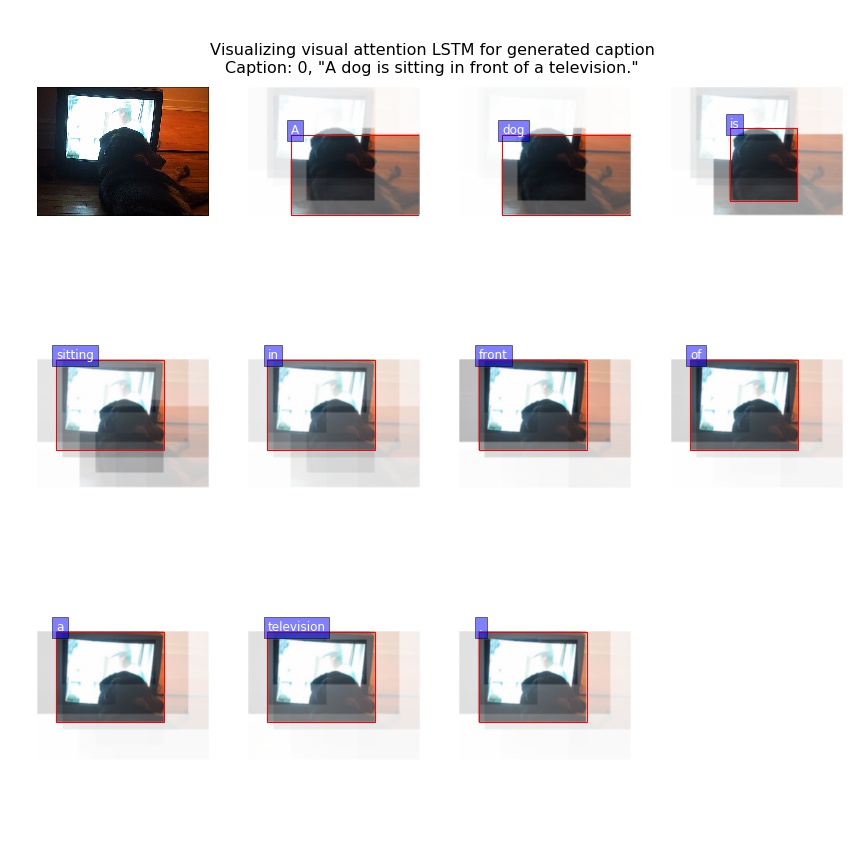 Visualizing visual attention LSTM for generated caption
Caption: 0, "A dog is sitting in front of a television."
A
dog
is
sitting
in
front
of
a
television